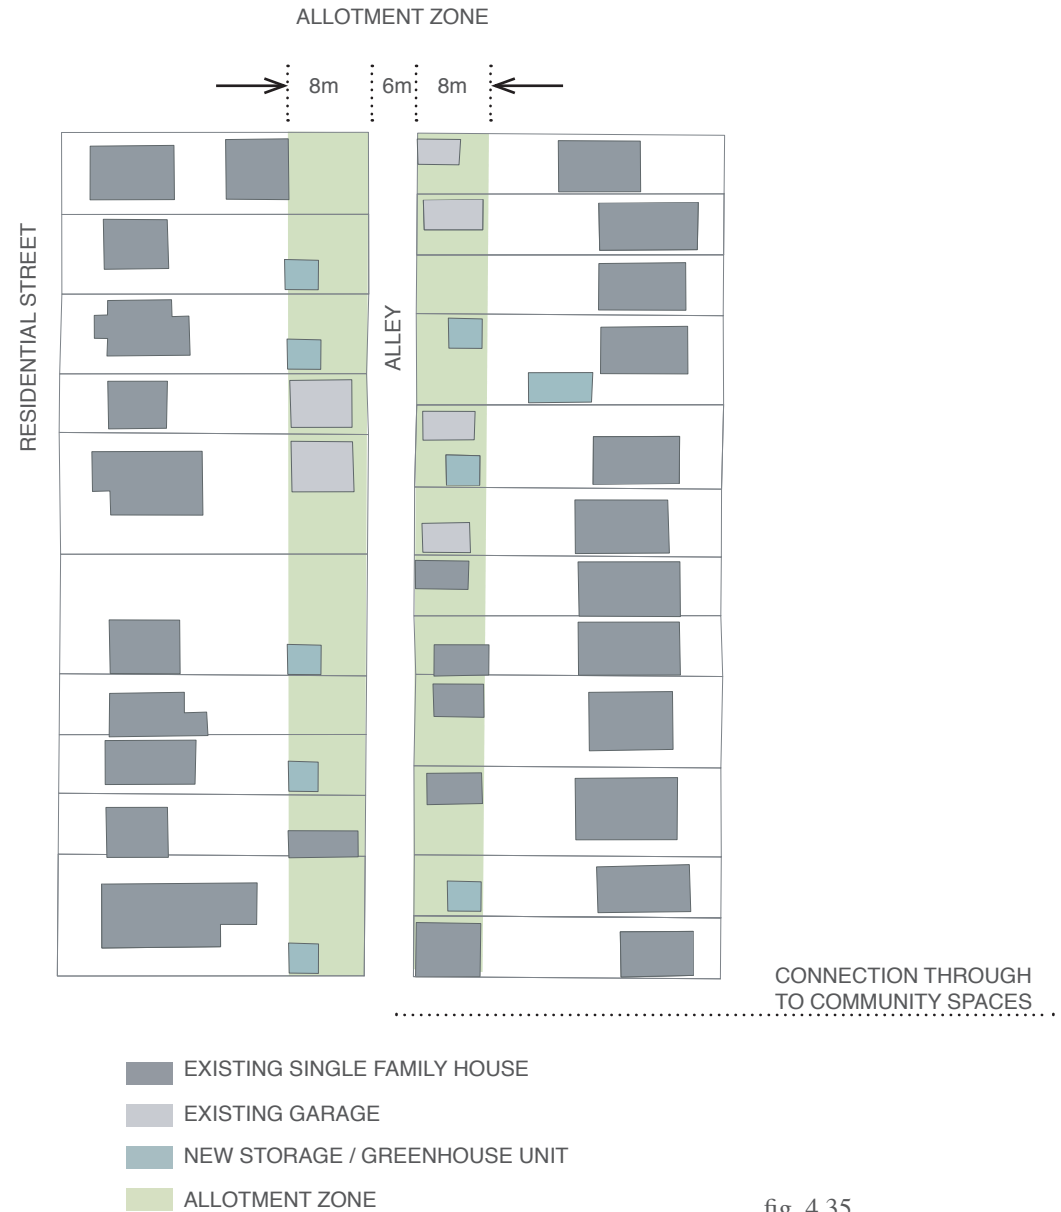 ALLOTMENT ZONE
8m
6m
8m
RESIDENTIAL STREET
ALLEY
CONNECTION THROUGH
TO COMMUNITY SPACES
EXISTING SINGLE FAMILY HOUSE
EXISTING GARAGE
NEW STORAGE / GREENHOUSE UNIT
ALLOTMENT ZONE
fig. 4.35